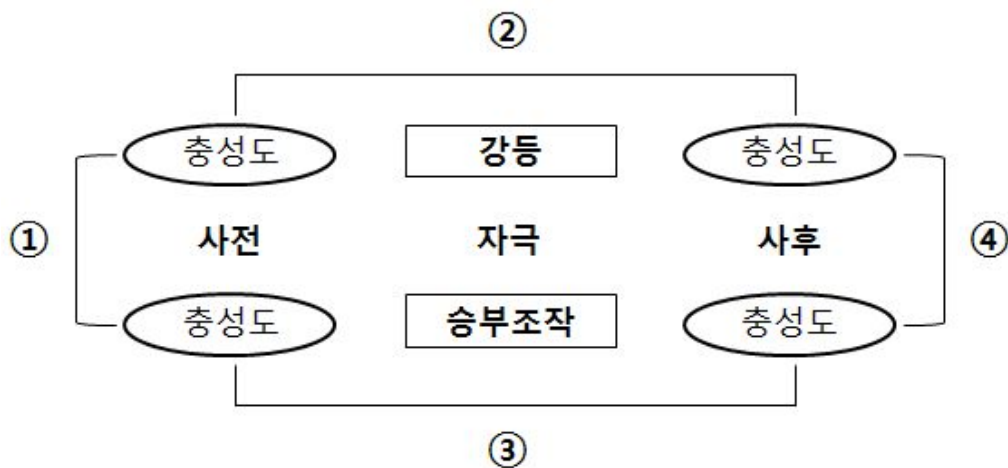 ②
충성도 강등 충성도
① 사전 자극 사후 ④
충성도 승부조작 충성도
③